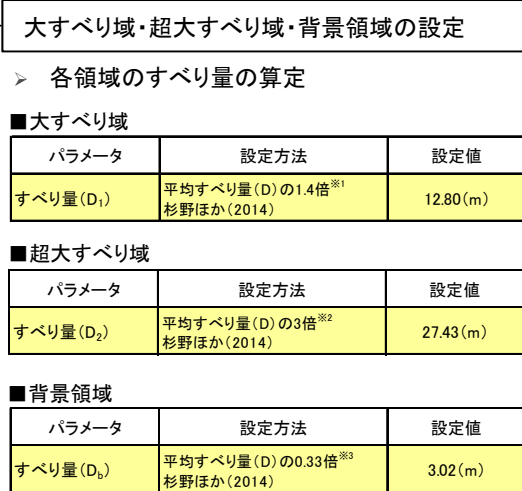 大すべり域・超大すべり域・背景領域の設定
➢ 各領域のすべり量の算定
■大すべり域
パラメータ 設定方法 設定値
すべり量(D₁) 平均すべり量(D)の1.4倍※1 12.80(m)
杉野ほか(2014)
■超大すべり域
パラメータ 設定方法 設定値
すべり量(D₂) 平均すべり量(D)の3倍※2 27.43(m)
杉野ほか(2014)
■背景領域
パラメータ 設定方法 設定値
すべり量(Db) 平均すべり量(D)の0.33倍※3 3.02(m)
杉野ほか(2014)